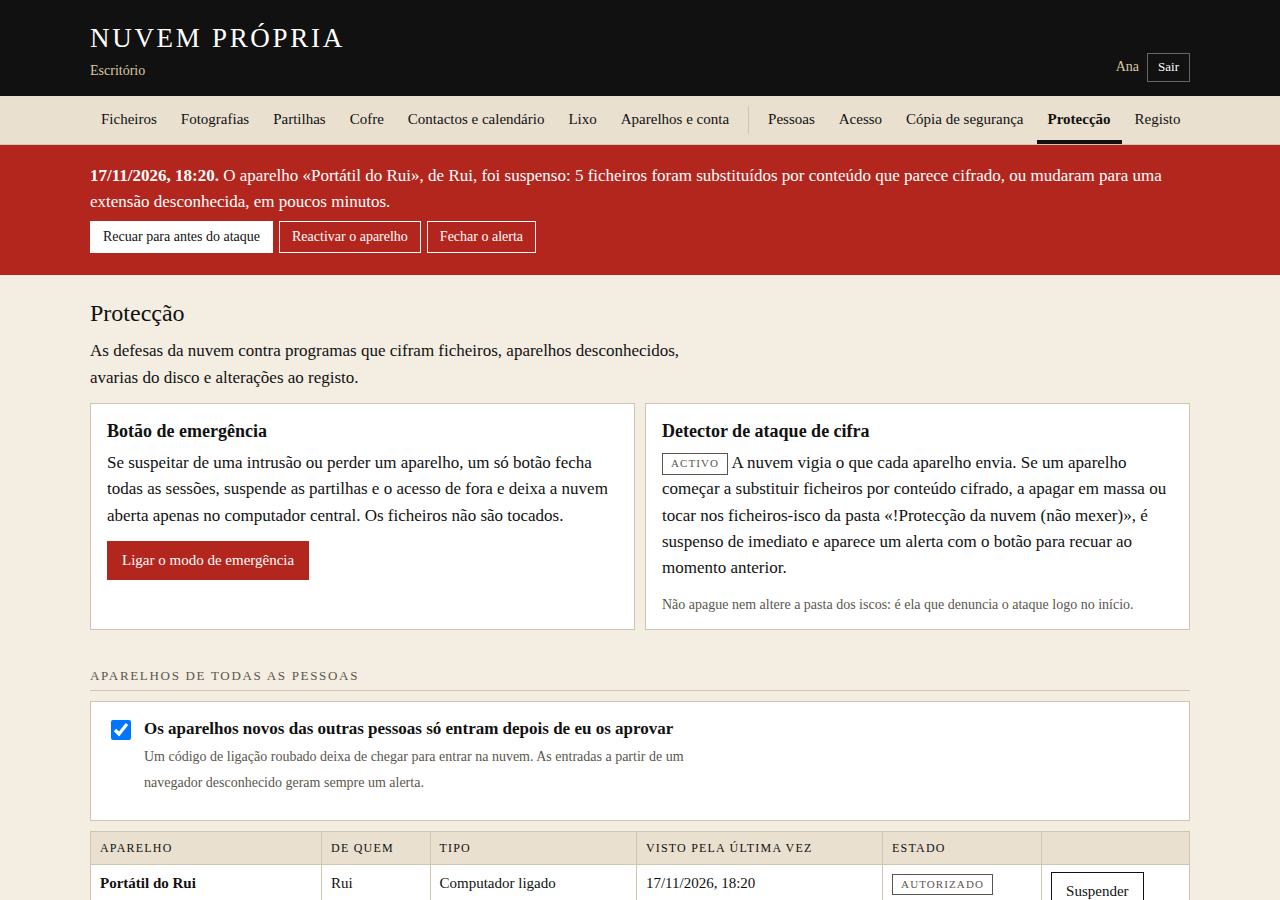 NUVEM PRÓPRIA
Escritório
Ana
Sair
Ficheiros
Fotografias
Partilhas
Cofre
Contactos e calendário
Lixo
Aparelhos e conta
Pessoas
Acesso
Cópia de segurança
Protecção
Registo
17/11/2026, 18:20. O aparelho «Portátil do Rui», de Rui, foi suspenso: 5 ficheiros foram substituídos por conteúdo que parece cifrado, ou mudaram para uma
extensão desconhecida, em poucos minutos.
Recuar para antes do ataque
Reactivar o aparelho
Fechar o alerta
Protecção
As defesas da nuvem contra programas que cifram ficheiros, aparelhos desconhecidos,
avarias do disco e alterações ao registo.
Botão de emergência
Se suspeitar de uma intrusão ou perder um aparelho, um só botão fecha
todas as sessões, suspende as partilhas e o acesso de fora e deixa a nuvem
aberta apenas no computador central. Os ficheiros não são tocados.
Ligar o modo de emergência
Detector de ataque de cifra
ACTIVO A nuvem vigia o que cada aparelho envia. Se um aparelho
começar a substituir ficheiros por conteúdo cifrado, a apagar em massa ou
tocar nos ficheiros-isco da pasta «!Protecção da nuvem (não mexer)», é
suspenso de imediato e aparece um alerta com o botão para recuar ao
momento anterior.
Não apague nem altere a pasta dos iscos: é ela que denuncia o ataque logo no início.
APARELHOS DE TODAS AS PESSOAS
Os aparelhos novos das outras pessoas só entram depois de eu os aprovar
Um código de ligação roubado deixa de chegar para entrar na nuvem. As entradas a partir de um
navegador desconhecido geram sempre um alerta.
APARELHO
DE QUEM
TIPO
VISTO PELA ÚLTIMA VEZ
ESTADO
Portátil do Rui
Rui
Computador ligado
17/11/2026, 18:20
AUTORIZADO
Suspender